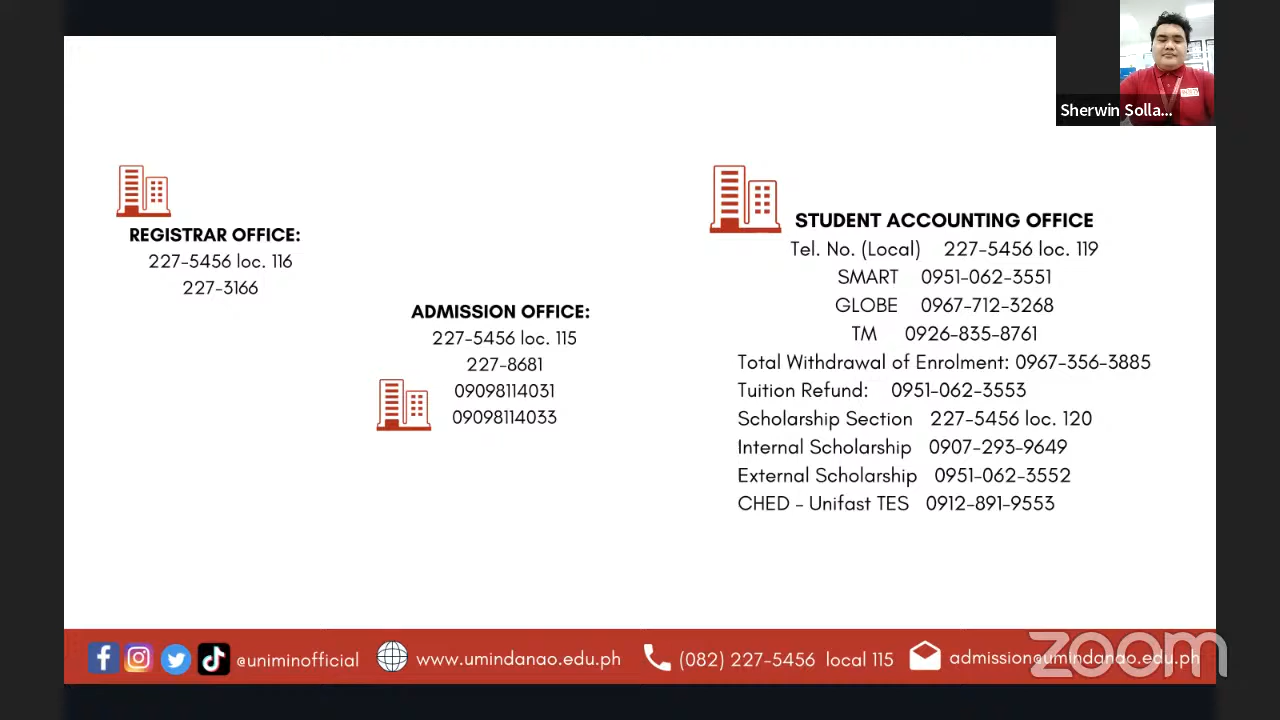 Sherwin Solla...
REGISTRAR OFFICE:
227-5456 loc. 116
227-3166
ADMISSION OFFICE:
227-5456 loc. 115
227-8681
09098114031
09098114033
STUDENT ACCOUNTING OFFICE
Tel. No. (Local) 227-5456 loc. 119
SMART 0951-062-3551
GLOBE 0967-712-3268
TM 0926-835-8761
Total Withdrawal of Enrolment: 0967-356-3885
Tuition Refund: 0951-062-3553
Scholarship Section 227-5456 loc. 120
Internal Scholarship 0907-293-9649
External Scholarship 0951-062-3552
CHED - Unifast TES 0912-891-9553
@uniminofficial
www.umindanao.edu.ph
(082) 227-5456 local 115
admission@umindanao.edu.ph
zoom